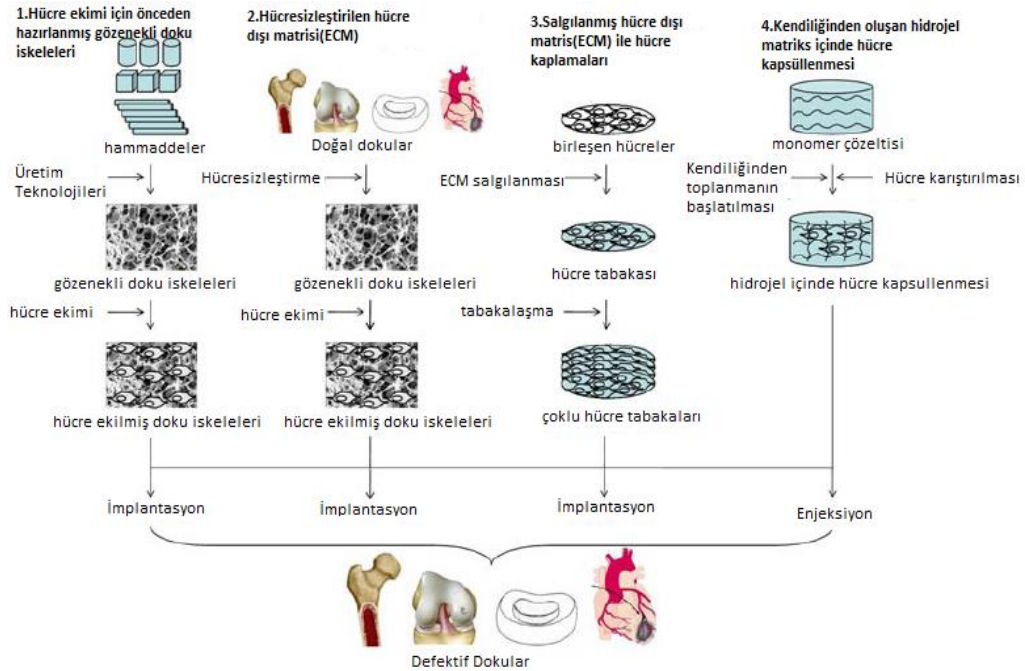 1.Hücre ekimi için önceden
hazırlanmış gözenekli doku
iskeleleri
2.Hücresizleştirilen hücre
dışı matrisi(ECM)
3.Salgılanmış hücre dışı
matris(ECM) ile hücre
kaplamaları
4.Kendiliğinden oluşan hidrojel
matriks içinde hücre
kapsüllenmesi
hammaddeler
Doğal dokular
birleşen hücreler
monomer çözeltisi
Üretim
Teknolojileri
Hücresizleştirme
ECM salgılanması
Kendiliğinden
toplanmanın
başlatılması
Hücre karıştırılması
gözenekli doku iskeleleri
gözenekli doku iskeleleri
hücre tabakası
hidrojel içinde hücre kapsullenmesi
hücre ekimi
hücre ekimi
tabakalaşma
hücre ekilmiş doku iskeleleri
hücre ekilmiş doku iskeleleri
çoklu hücre tabakaları
İmplantasyon
İmplantasyon
İmplantasyon
Enjeksiyon
Defektif Dokular